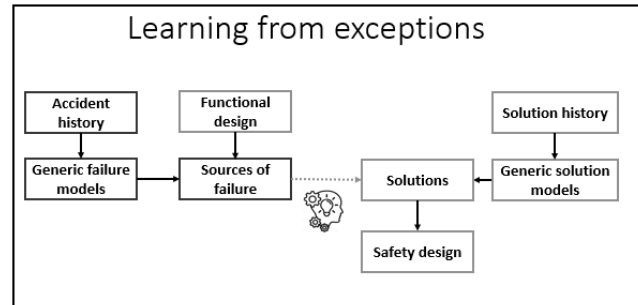 Learning from exceptions
Accident
history
Functional
design
Solution history
Generic failure
models
Sources of
failure
Solutions
Generic solution
models
Safety design